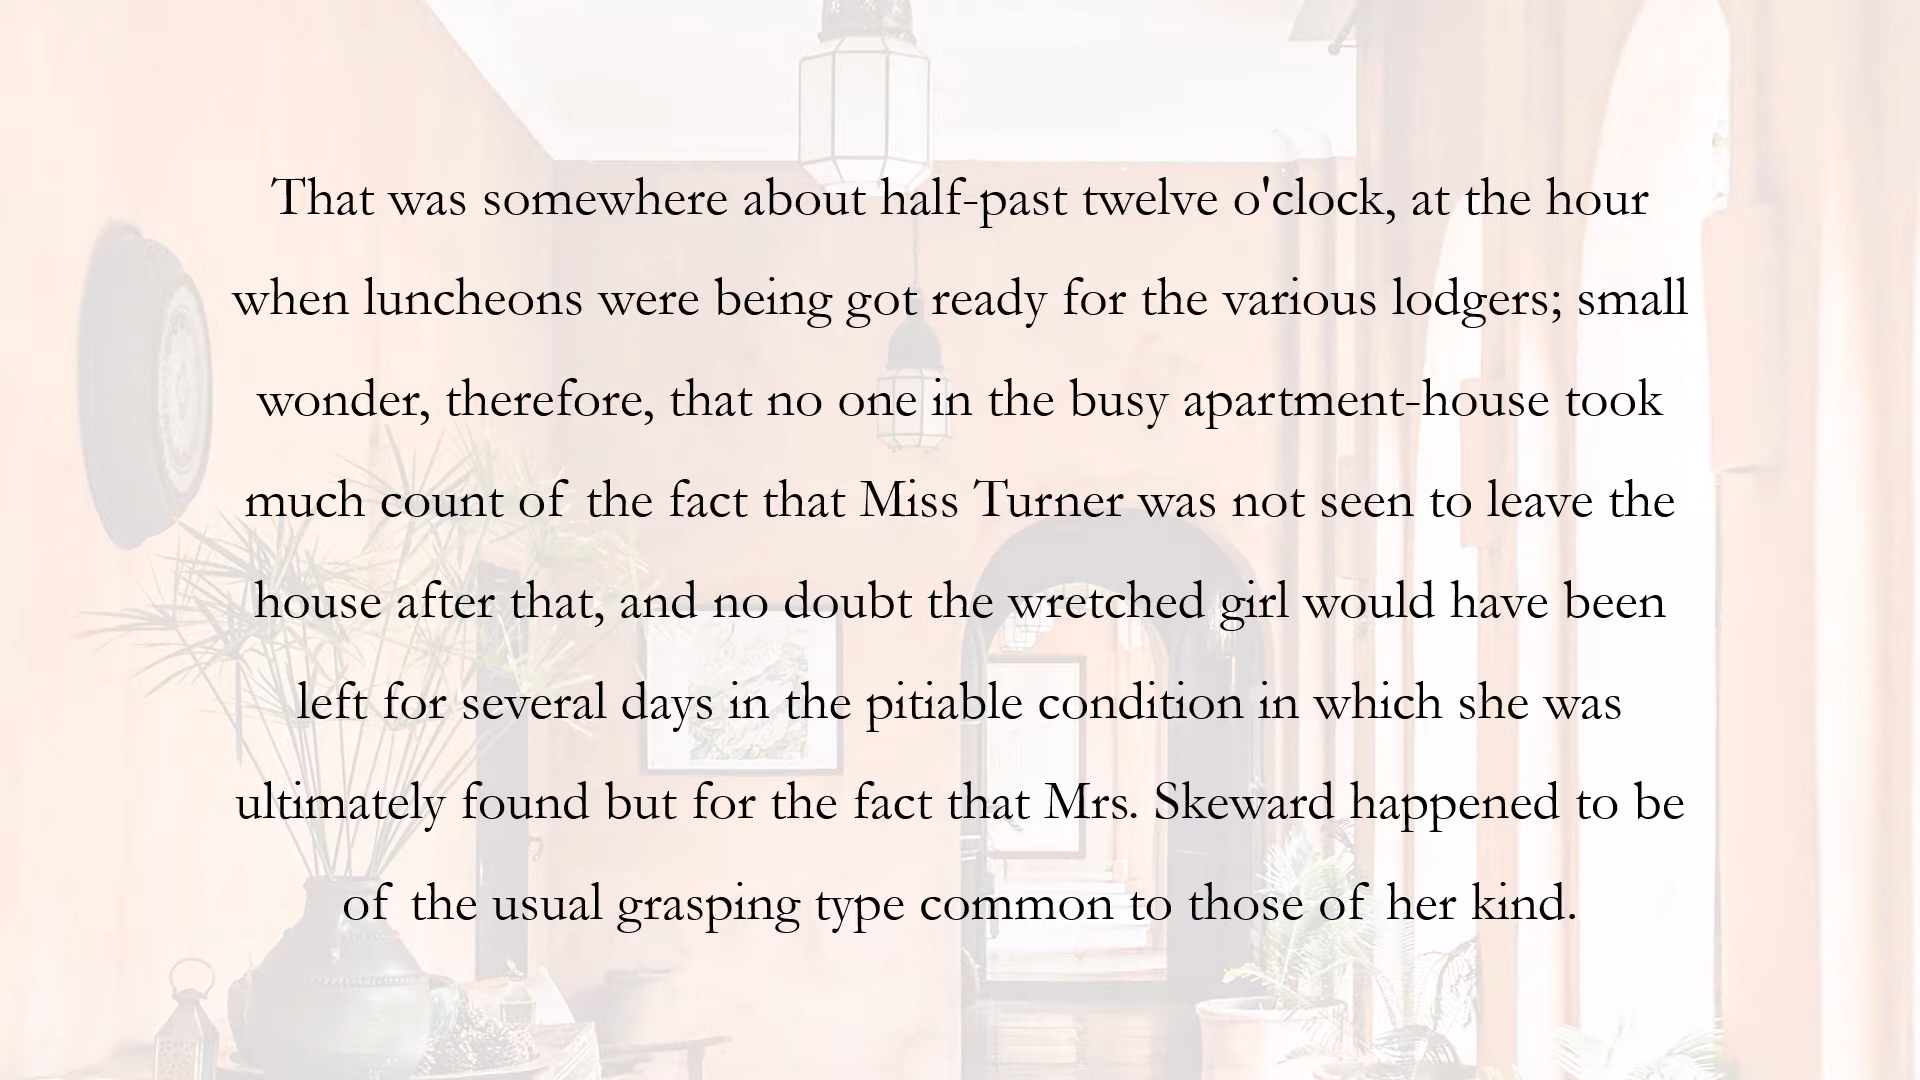 That was somewhere about half-past twelve o'clock, at the hour
when luncheons were being got ready for the various lodgers; small
wonder, therefore, that no one in the busy apartment-house took
much count of the fact that Miss Turner was not seen to leave the
house after that, and no doubt the wretched girl would have been
left for several days in the pitiable condition in which she was
ultimately found but for the fact that Mrs. Skeward happened to be
of the usual grasping type common to those of her kind.